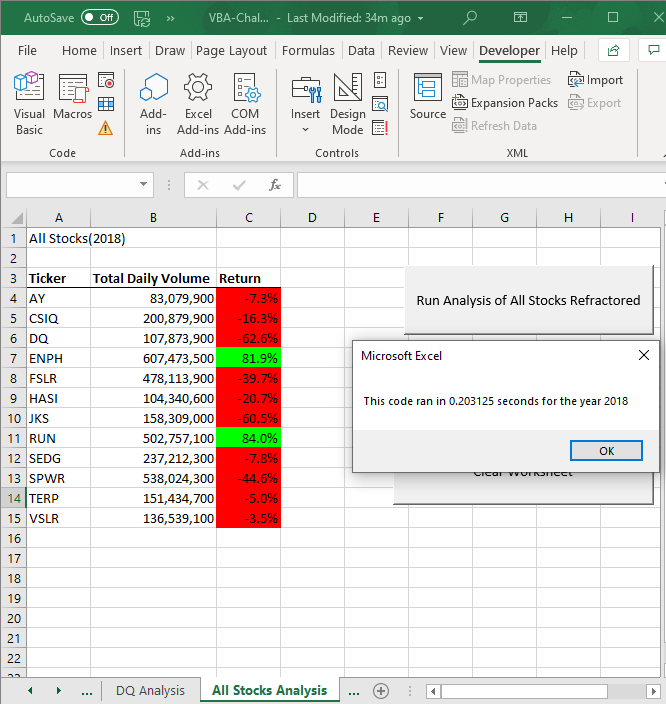 AutoSave Off VBA-Chal... - Last Modified: 34m ago
File Home Insert Draw Page Layout Formulas Data Review View Developer Help
Visual Basic Macros Add-ins Excel Add-ins COM Add-ins Insert Design Mode Source Map Properties Import
Expansion Packs Export
Refresh Data
Code Add-ins Controls XML
fx
A B C D E F G H I
1 All Stocks(2018)
2
3 Ticker Total Daily Volume Return
Run Analysis of All Stocks Refractored
4 AY 83,079,900 -7.3%
5 CSIQ 200,879,900 -16.3%
6 DQ 107,873,900 -62.6%
7 ENPH 607,473,500 81.9%
8 FSLR 478,113,900 -39.7%
9 HASI 104,340,600 -20.7%
10 JKS 158,309,000 -60.5%
11 RUN 502,757,100 84.0%
12 SEDG 237,212,300 -7.8%
13 SPWR 538,024,300 -44.6%
14 TERP 151,434,700 -5.0%
15 VSLR 136,539,100 -3.5%
16
17
18
19
20
21
22
Microsoft Excel
This code ran in 0.203125 seconds for the year 2018
OK
Clear Worksheet
... DQ Analysis All Stocks Analysis ...